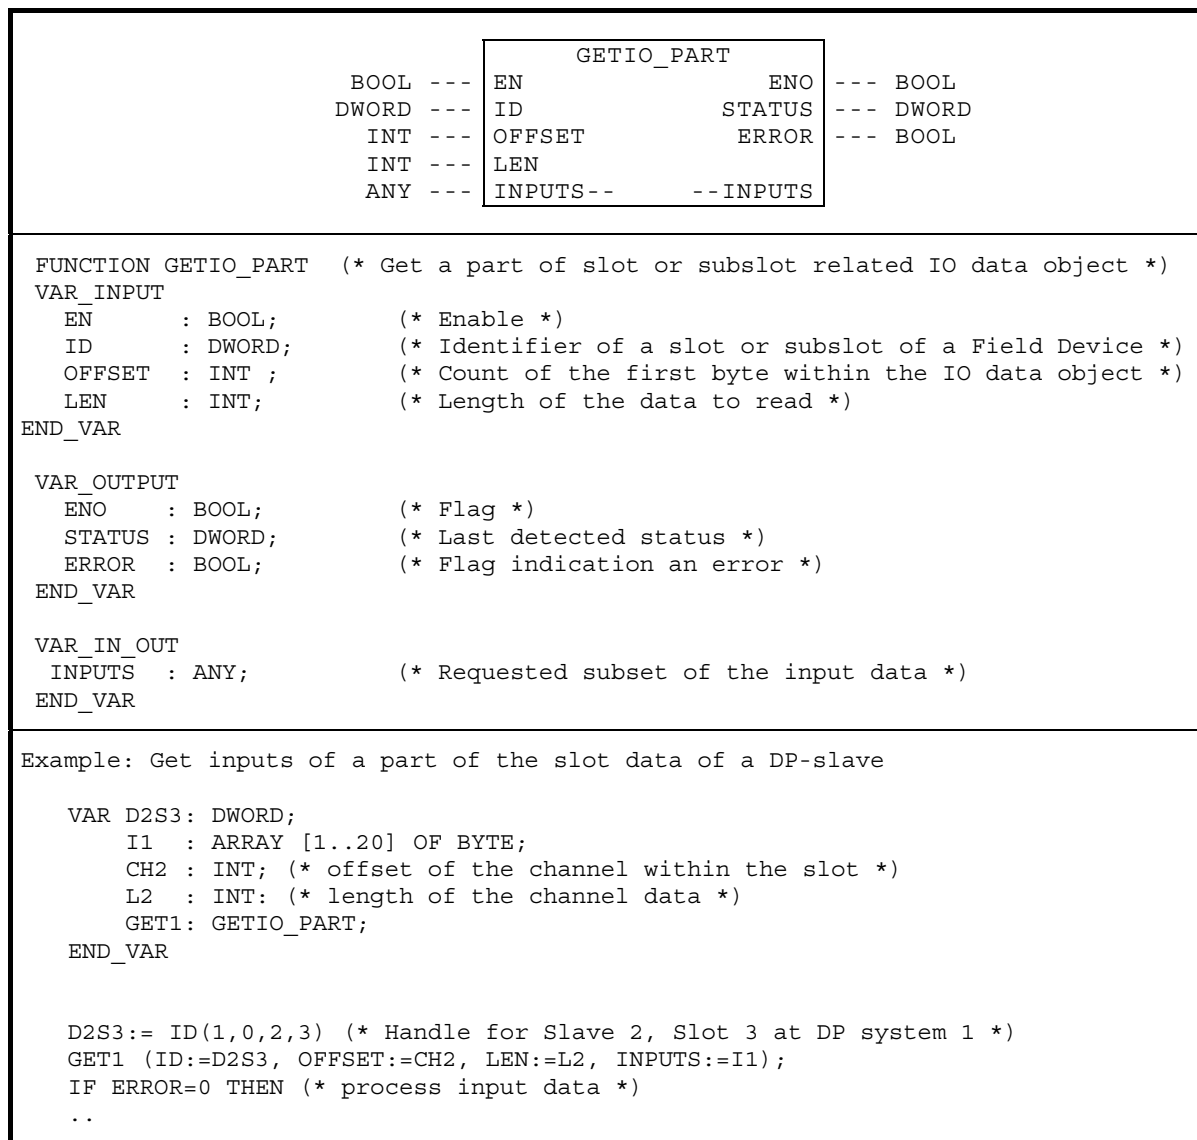 GETIO_PART
BOOL --- EN ENO --- BOOL
DWORD --- ID STATUS --- DWORD
INT --- OFFSET ERROR --- BOOL
INT --- LEN
ANY --- INPUTS-- --INPUTS
FUNCTION GETIO_PART (* Get a part of slot or subslot related IO data object *)
VAR_INPUT
EN : BOOL; (* Enable *)
ID : DWORD; (* Identifier of a slot or subslot of a Field Device *)
OFFSET : INT ; (* Count of the first byte within the IO data object *)
LEN : INT; (* Length of the data to read *)
END_VAR
VAR_OUTPUT
ENO : BOOL; (* Flag *)
STATUS : DWORD; (* Last detected status *)
ERROR : BOOL; (* Flag indication an error *)
END_VAR
VAR_IN_OUT
INPUTS : ANY; (* Requested subset of the input data *)
END_VAR
Example: Get inputs of a part of the slot data of a DP-slave
VAR D2S3: DWORD;
I1 : ARRAY [1..20] OF BYTE;
CH2 : INT; (* offset of the channel within the slot *)
L2 : INT: (* length of the channel data *)
GET1: GETIO_PART;
END_VAR
D2S3:= ID(1,0,2,3) (* Handle for Slave 2, Slot 3 at DP system 1 *)
GET1 (ID:=D2S3, OFFSET:=CH2, LEN:=L2, INPUTS:=I1);
IF ERROR=0 THEN (* process input data *)
..